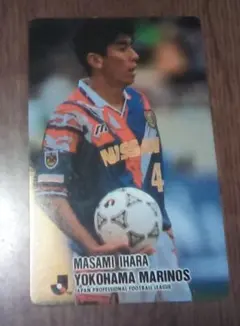 NISSAN
4
MASAMI IHARA
YOKOHAMA MARINOS
JAPAN PROFESSIONAL FOOTBALL LEAGUE